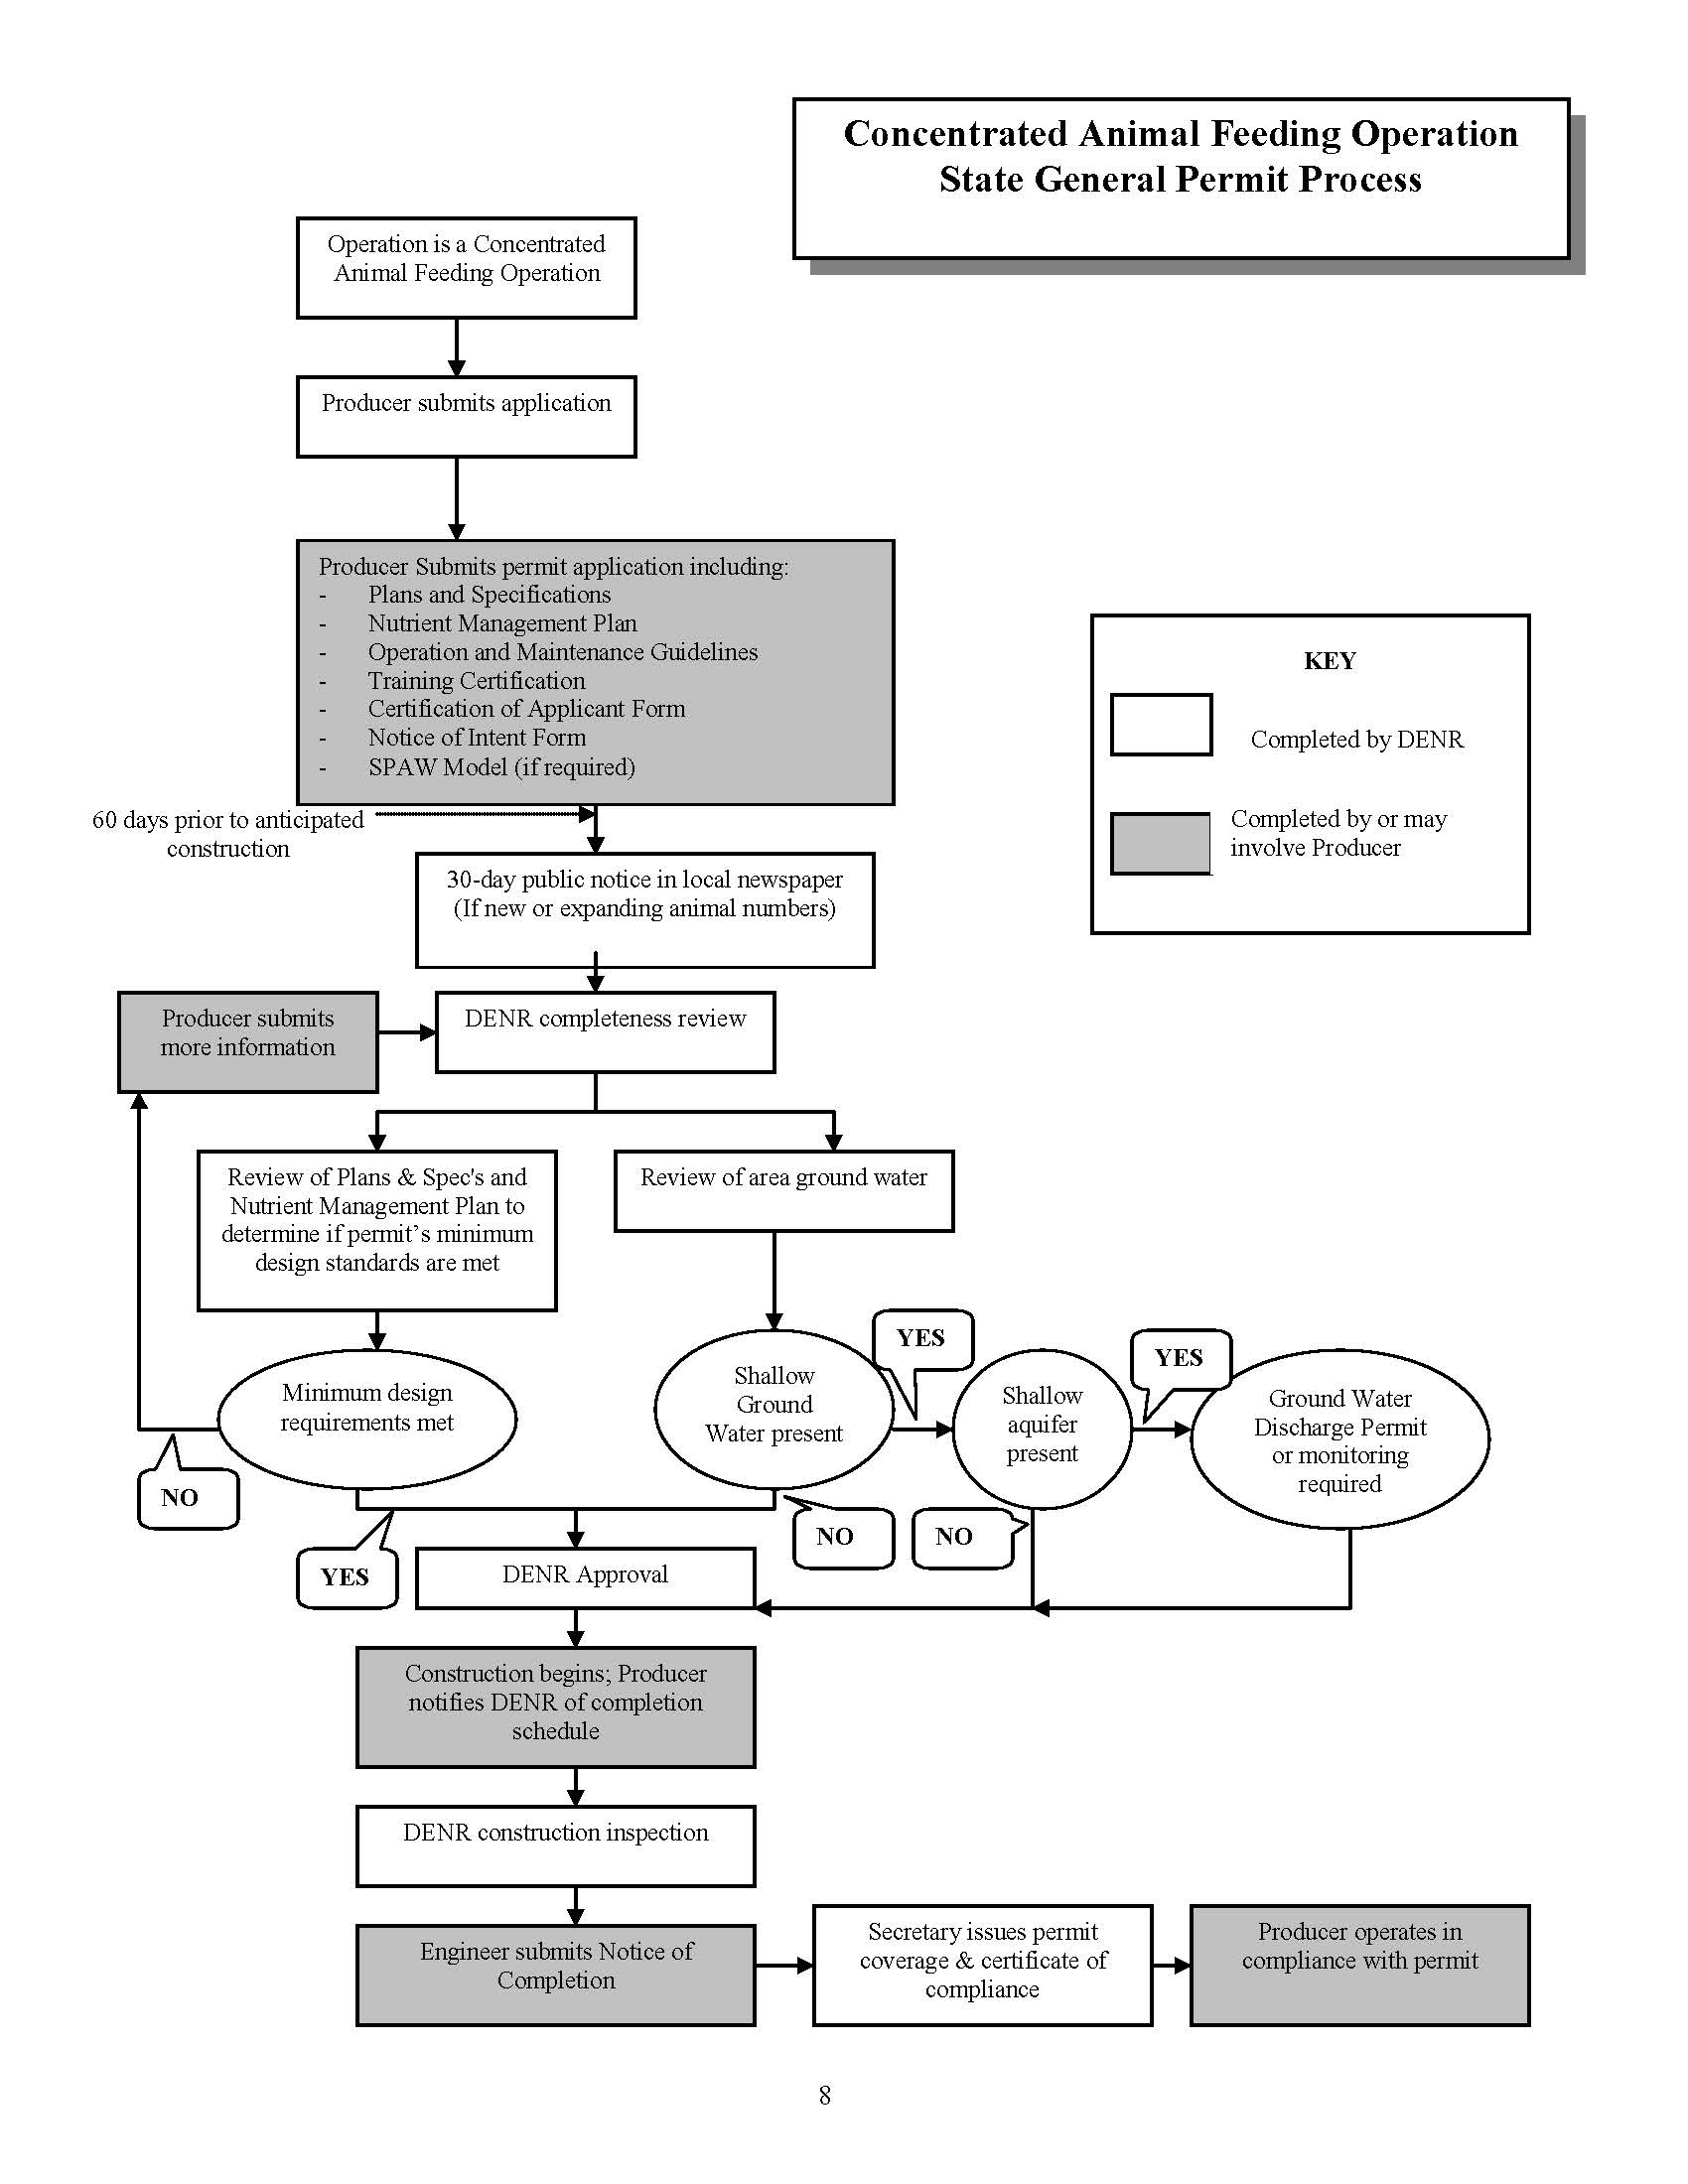 Concentrated Animal Feeding Operation
State General Permit Process
Operation is a Concentrated
Animal Feeding Operation
Producer submits application
Producer Submits permit application including:
- Plans and Specifications
- Nutrient Management Plan
- Operation and Maintenance Guidelines
- Training Certification
- Certification of Applicant Form
- Notice of Intent Form
- SPAW Model (if required)
KEY
Completed by DENR
Completed by or may
involve Producer
60 days prior to anticipated
construction
30-day public notice in local newspaper
(If new or expanding animal numbers)
Producer submits
more information
DENR completeness review
Review of Plans & Spec's and
Nutrient Management Plan to
determine if permit’s minimum
design standards are met
Review of area ground water
Minimum design
requirements met
Shallow
Ground
Water present
YES
Shallow
aquifer
present
YES
Ground Water
Discharge Permit
or monitoring
required
NO
YES
NO
NO
DENR Approval
Construction begins; Producer
notifies DENR of completion
schedule
DENR construction inspection
Engineer submits Notice of
Completion
Secretary issues permit
coverage & certificate of
compliance
Producer operates in
compliance with permit
8